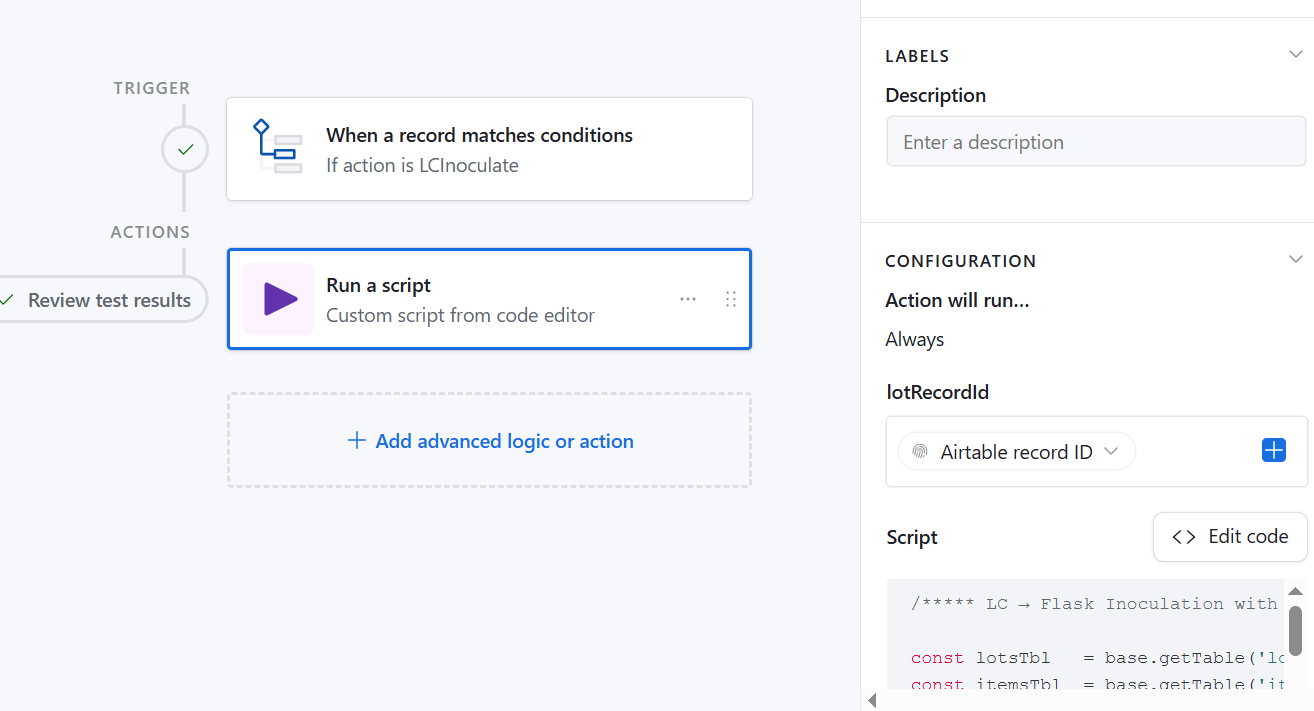 TRIGGER
When a record matches conditions
If action is LCInoculate
ACTIONS
Review test results
Run a script
Custom script from code editor
Add advanced logic or action
LABELS
Description
Enter a description
CONFIGURATION
Action will run...
Always
lotRecordId
Airtable record ID
Script
<> Edit code
/***** LC → Flask Inoculation with
const lotsTbl   = base.getTable('lo
const itemsTbl  = base.getTable('it